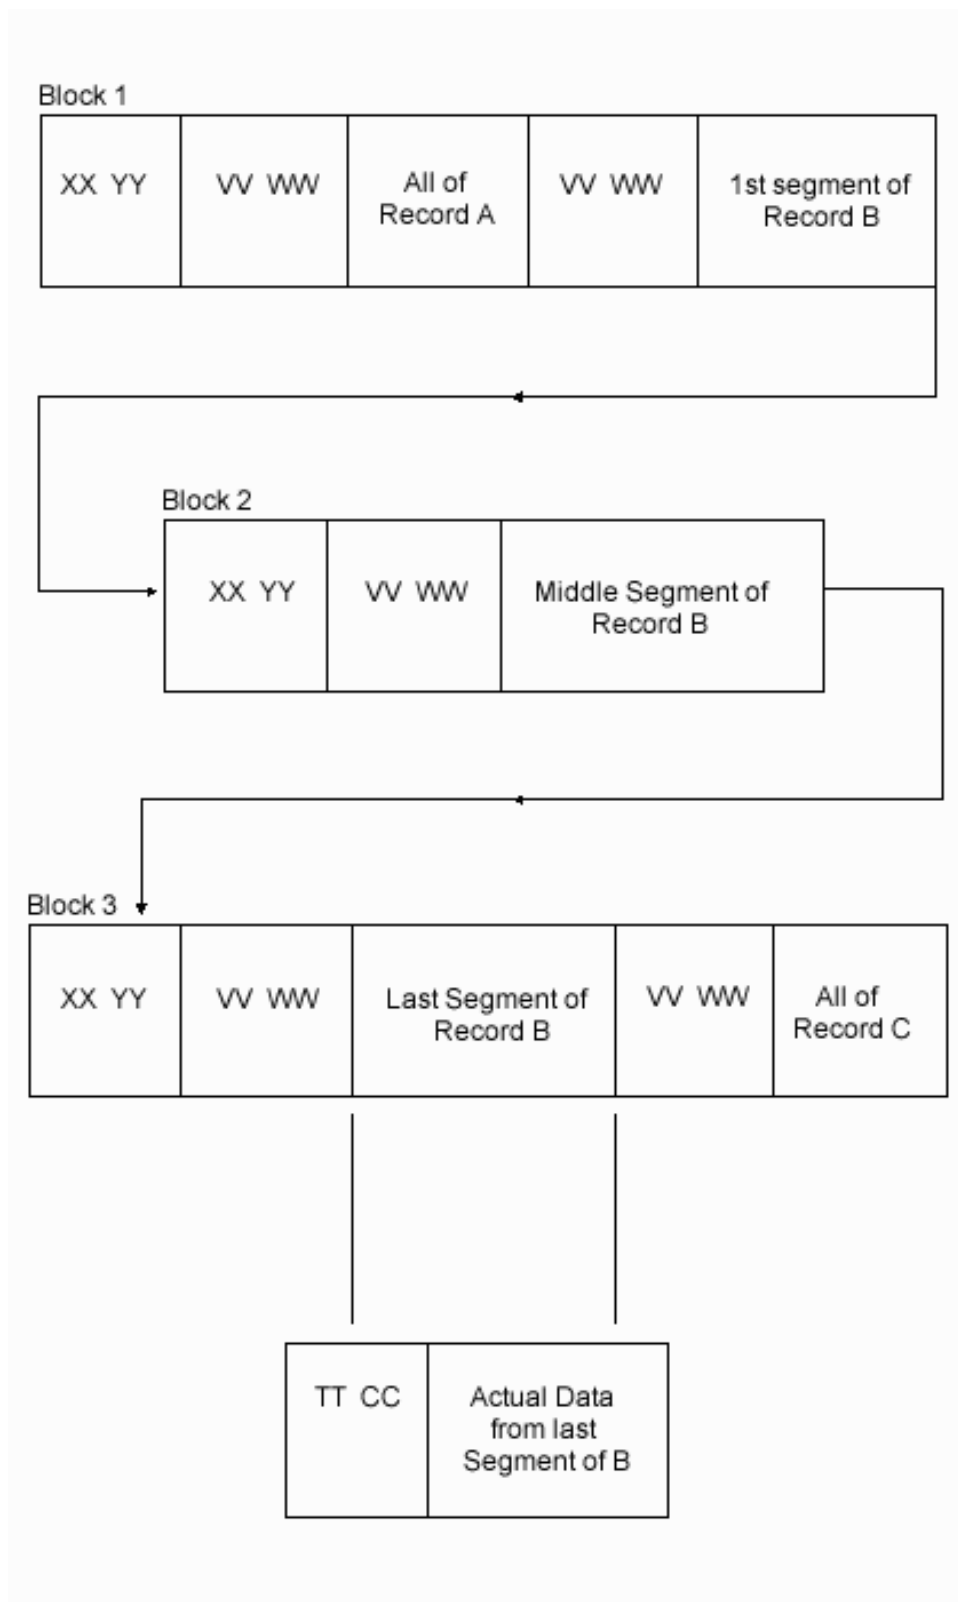 Block 1
XX YY
VV WW
All of
Record A
VV WW
1st segment of
Record B
Block 2
XX YY
VV WW
Middle Segment of
Record B
Block 3
XX YY
VV WW
Last Segment of
Record B
VV WW
All of
Record C
TT CC
Actual Data
from last
Segment of B